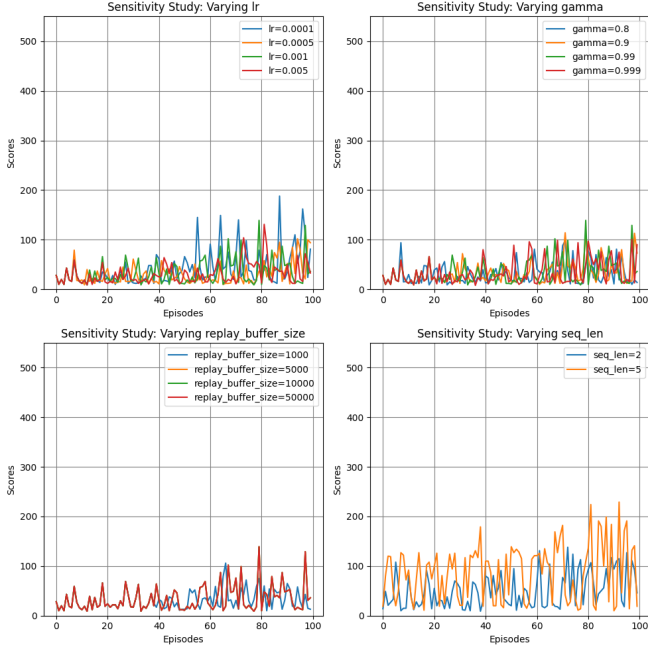 Sensitivity Study: Varying lr
500
400
300
200
100
0
Scores
0 20 40 60 80 100
Episodes
lr=0.0001
lr=0.0005
lr=0.001
lr=0.005
Sensitivity Study: Varying gamma
500
400
300
200
100
0
Scores
0 20 40 60 80 100
Episodes
gamma=0.8
gamma=0.9
gamma=0.99
gamma=0.999
Sensitivity Study: Varying replay_buffer_size
500
400
300
200
100
0
Scores
0 20 40 60 80 100
Episodes
replay_buffer_size=1000
replay_buffer_size=5000
replay_buffer_size=10000
replay_buffer_size=50000
Sensitivity Study: Varying seq_len
500
400
300
200
100
0
Scores
0 20 40 60 80 100
Episodes
seq_len=2
seq_len=5